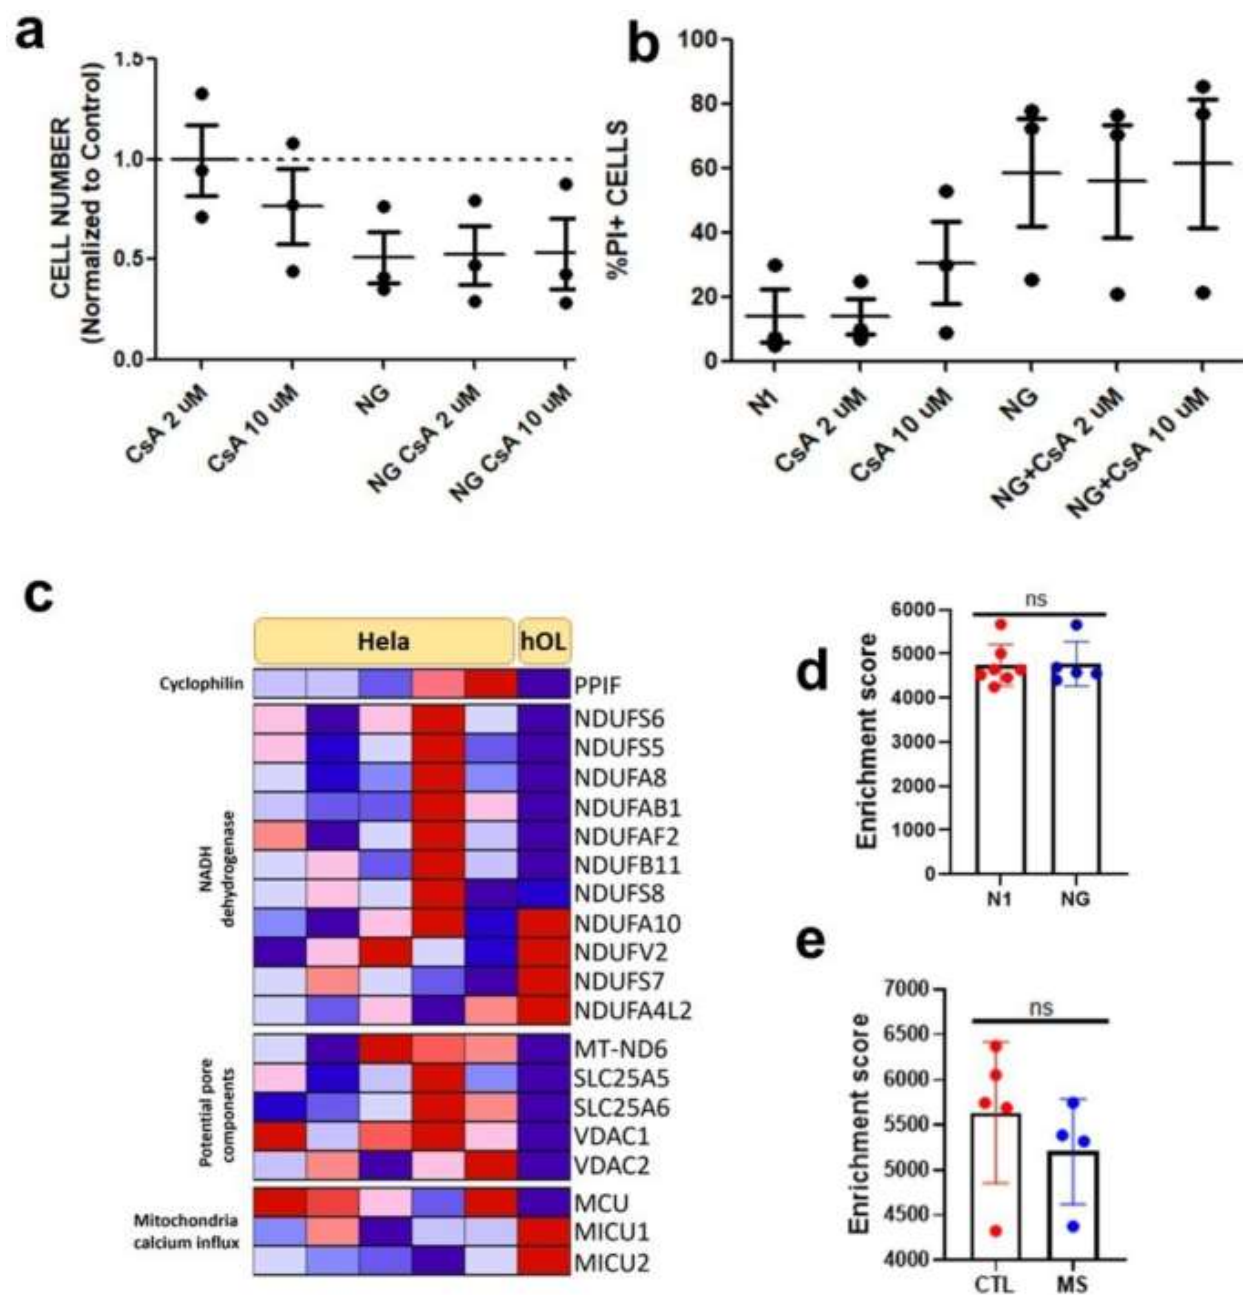 a
CELL NUMBER
(Normalized to Control)
1.5
1.0
0.5
0.0
CsA 2 uM
CsA 10 uM
NG
NG CsA 2 uM
NG CsA 10 uM
b
%PI+ CELLS
100
80
60
40
20
0
N1
CsA 2 uM
CsA 10 uM
NG
NG+CsA 2 uM
NG+CsA 10 uM
c
Hela
hOL
Cyclophilin
PPIF
NADH
dehydrogenase
NDUFS6
NDUFS5
NDUFA8
NDUFAB1
NDUFAF2
NDUFB11
NDUFS8
NDUFA10
NDUFV2
NDUFS7
NDUFA4L2
Potential pore
components
MT-ND6
SLC25A5
SLC25A6
VDAC1
VDAC2
Mitochondria
calcium influx
MCU
MICU1
MICU2
d
Enrichment score
6000
5000
4000
3000
2000
1000
0
ns
N1
NG
e
Enrichment score
7000
6500
6000
5500
5000
4500
4000
ns
CTL
MS